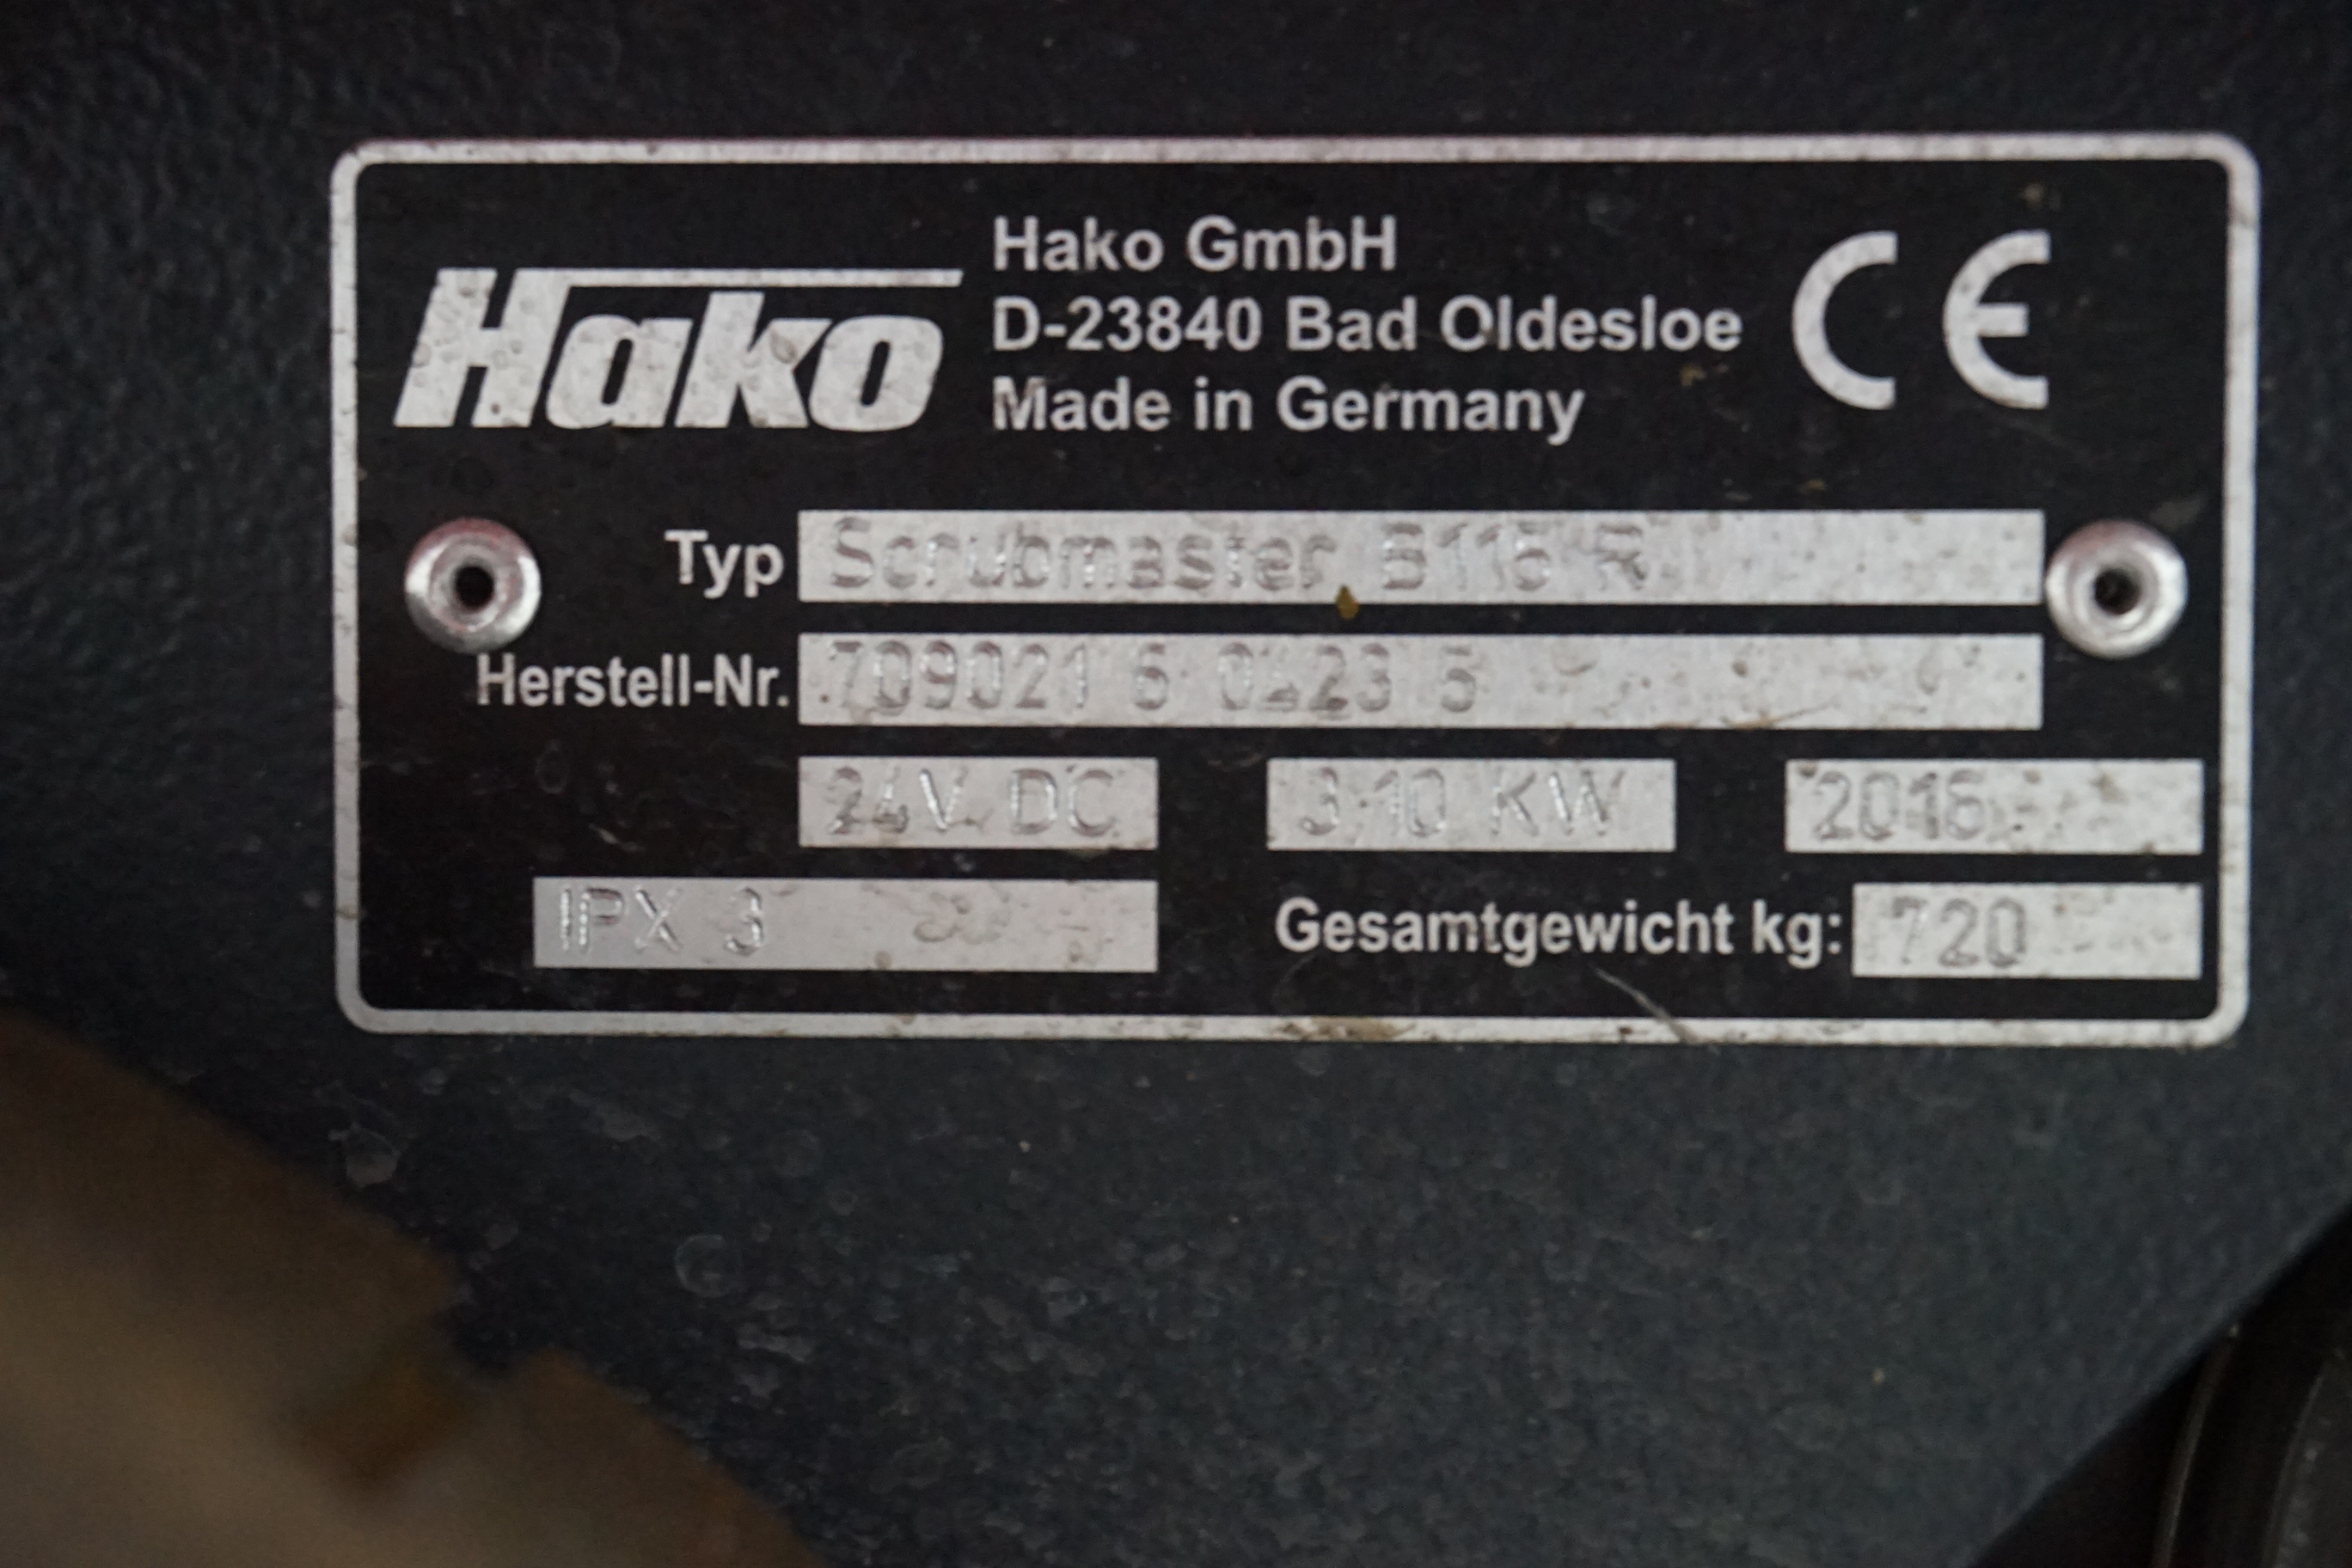 Hako
Hako GmbH
D-23840 Bad Oldesloe
Made in Germany
CE
Typ Scrubmaster B115 R
Herstell-Nr. 709021 6 0223 5
24V DC 3,10 KW 2016
IPX 3 Gesamtgewicht kg: 720